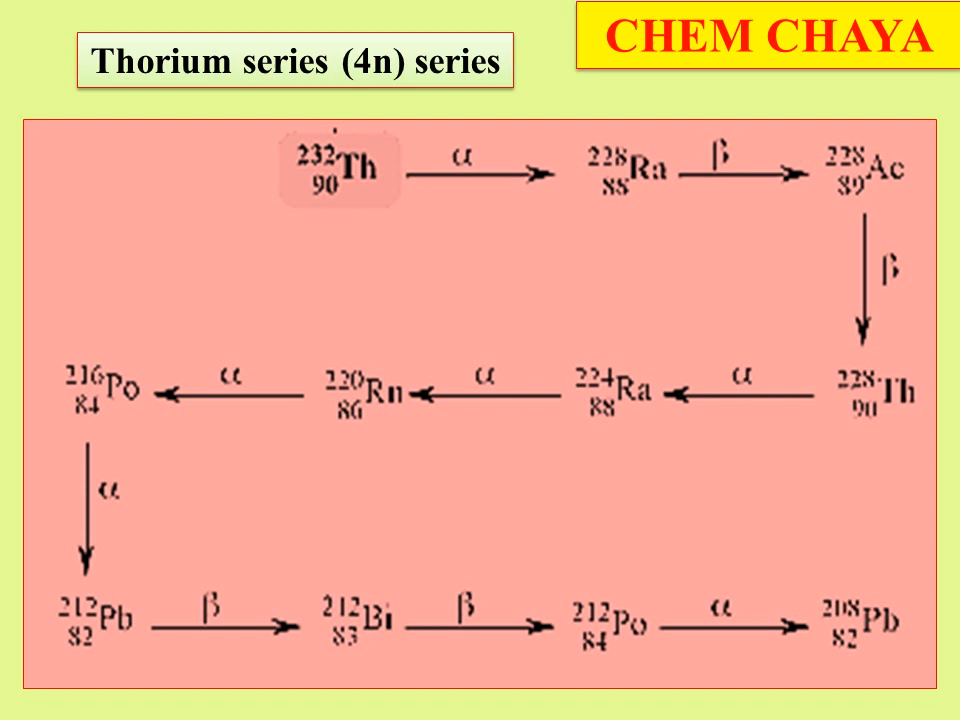 CHEM CHAYA
Thorium series (4n) series
232 90 Th α 228 88 Ra β 228 89 Ac
β
216 84 Po α 220 86 Rn α 224 88 Ra α 228 90 Th
α
212 82 Pb β 212 83 Bi β 212 84 Po α 208 82 Pb